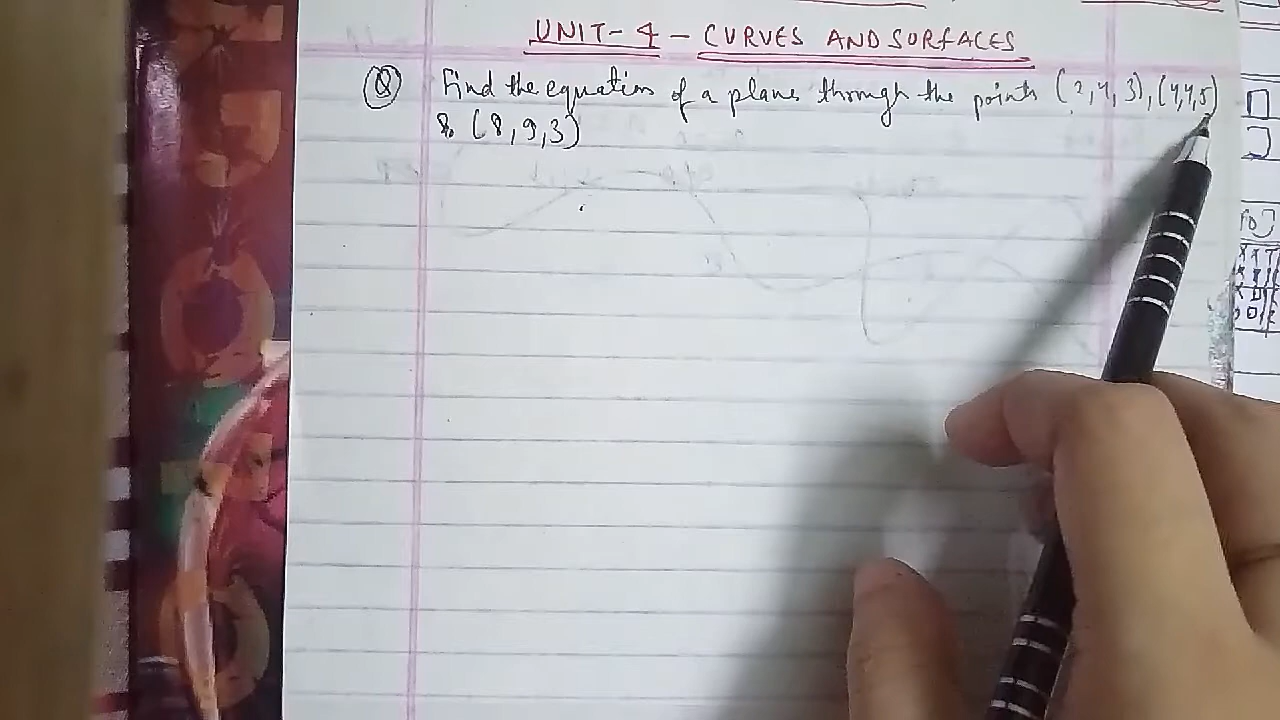 UNIT-4 - CURVES AND SURFACES
Q Find the equation of a plane through the points (2,4,3), (4,4,5)
& (8,9,3)